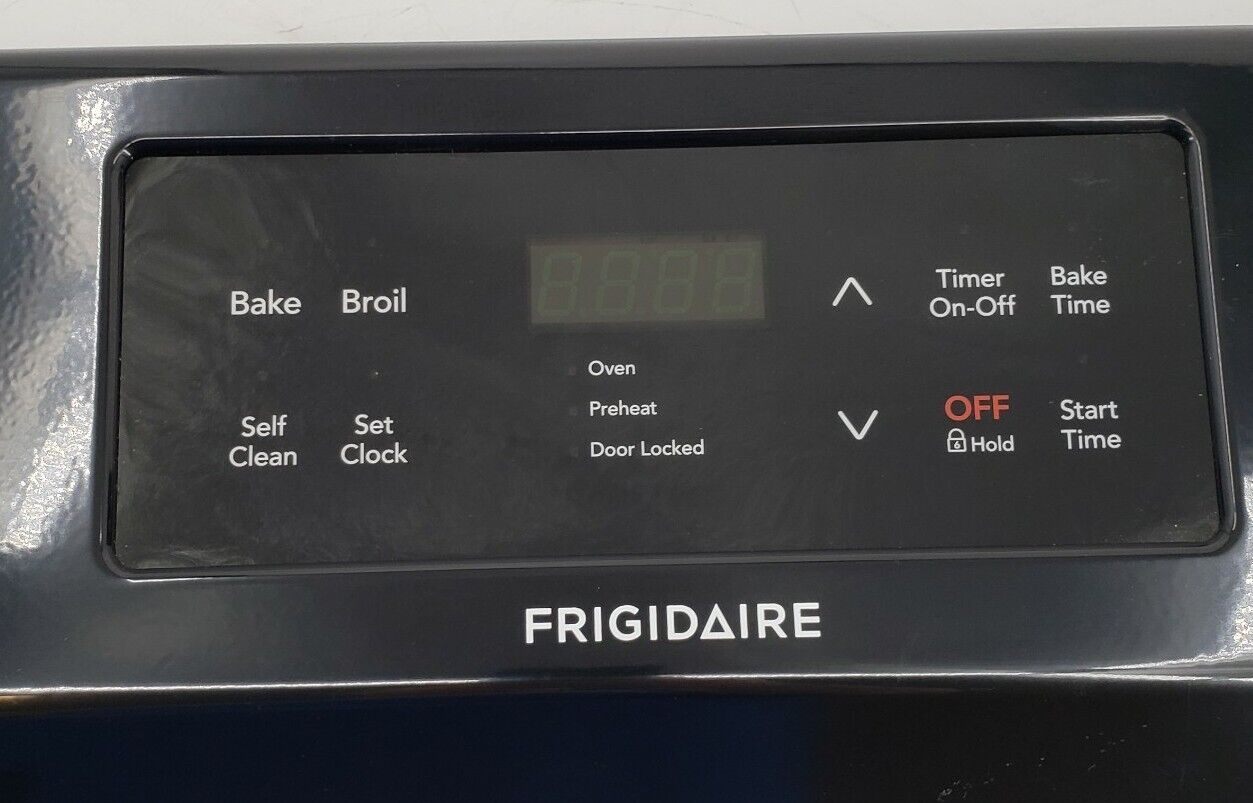 Bake
Broil
Self
Clean
Set
Clock
Oven
Preheat
Door Locked
Timer
On-Off
Bake
Time
OFF
6 Hold
Start
Time
FRIGIDAIRE